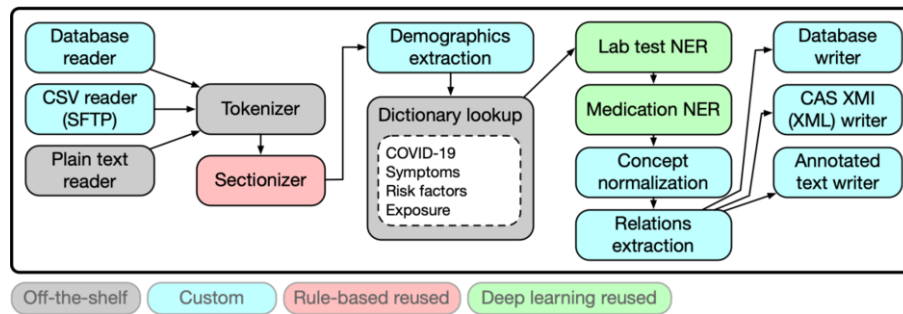 Database
reader
CSV reader
(SFTP)
Plain text
reader
Tokenizer
Sectionizer
Demographics
extraction
Dictionary lookup
COVID-19
Symptoms
Risk factors
Exposure
Lab test NER
Medication NER
Concept
normalization
Relations
extraction
Database
writer
CAS XMI
(XML) writer
Annotated
text writer
Off-the-shelf
Custom
Rule-based reused
Deep learning reused